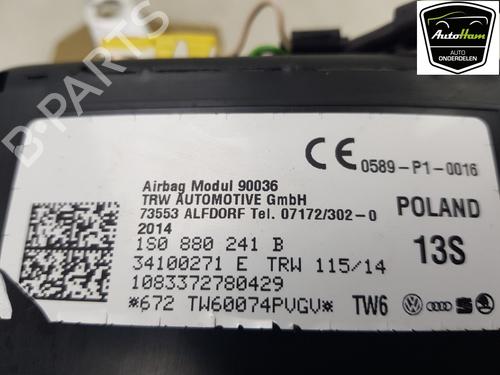 AutoHam
AUTO
ONDERDELEN
B-PARTS
CE 0589-P1-0016
Airbag Modul 90036
TRW AUTOMOTIVE GmbH
73553 ALFDORF Tel. 07172/302-0
2014
POLAND
1S0 880 241 B
13S
34100271 E TRW 115/14
1083372780429
*672 TW60074PVGV* TW6